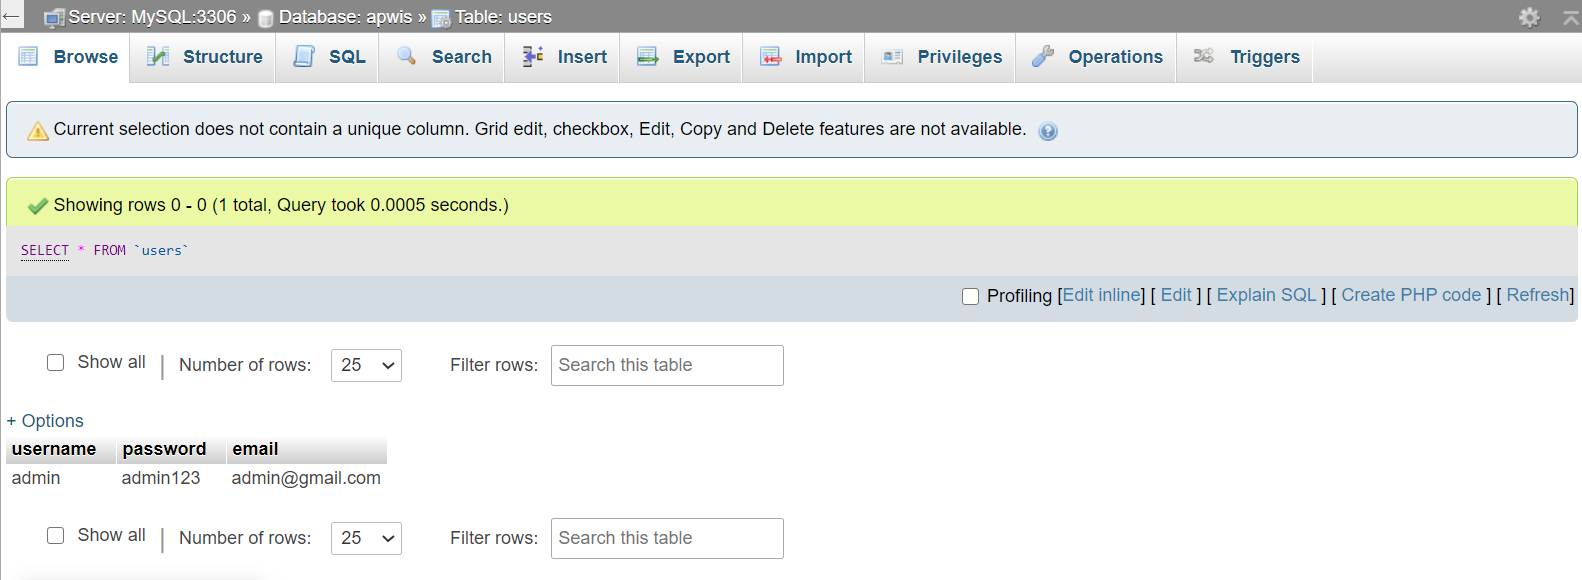 Server: MySQL:3306 » Database: apwis » Table: users
Browse Structure SQL Search Insert Export Import Privileges Operations Triggers
Current selection does not contain a unique column. Grid edit, checkbox, Edit, Copy and Delete features are not available.
Showing rows 0 - 0 (1 total, Query took 0.0005 seconds.)
SELECT * FROM `users`
Profiling [Edit inline] [ Edit ] [ Explain SQL ] [ Create PHP code ] [ Refresh]
Show all | Number of rows: 25 Filter rows: Search this table
+ Options
username password email
admin admin123 admin@gmail.com
Show all | Number of rows: 25 Filter rows: Search this table